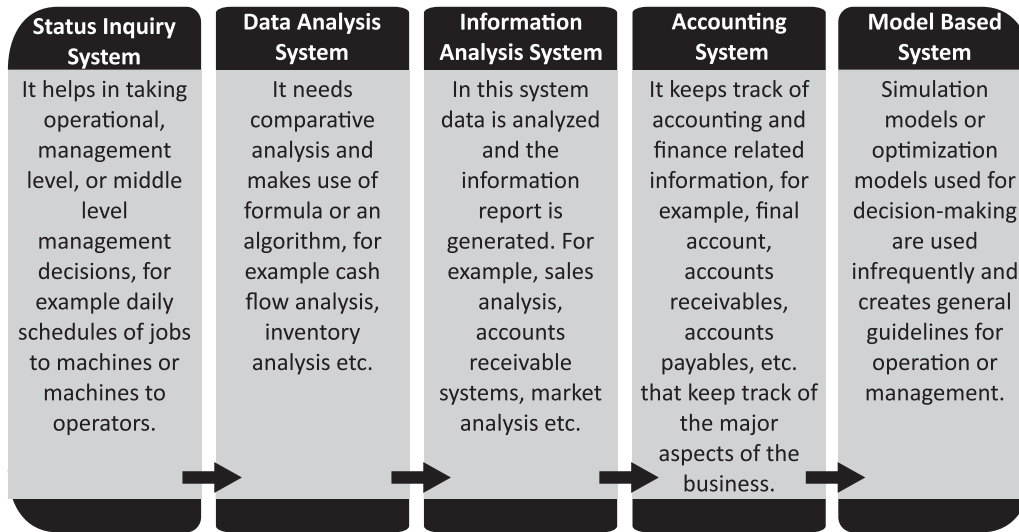 Status Inquiry
System
It helps in taking
operational,
management
level, or middle
level
management
decisions, for
example daily
schedules of jobs
to machines or
machines to
operators.
Data Analysis
System
It needs
comparative
analysis and
makes use of
formula or an
algorithm, for
example cash
flow analysis,
inventory
analysis etc.
Information
Analysis System
In this system
data is analyzed
and the
information
report is
generated. For
example, sales
analysis,
accounts
receivable
systems, market
analysis etc.
Accounting
System
It keeps track of
accounting and
finance related
information, for
example, final
account,
accounts
receivables,
accounts
payables, etc.
that keep track of
the major
aspects of the
business.
Model Based
System
Simulation
models or
optimization
models used for
decision-making
are used
infrequently and
creates general
guidelines for
operation or
management.